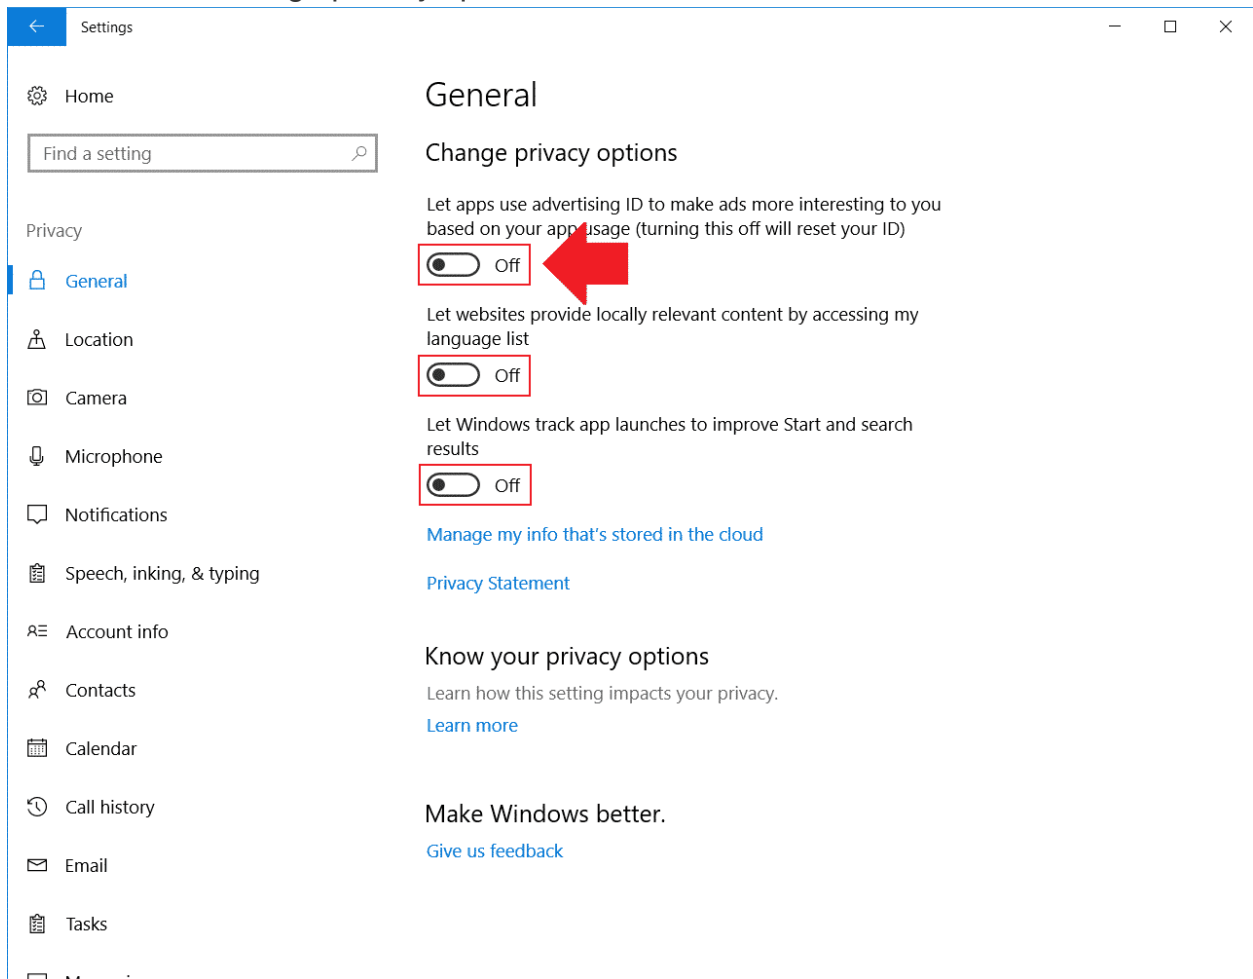 Settings
Home
Find a setting
Privacy
General
Location
Camera
Microphone
Notifications
Speech, inking, & typing
Account info
Contacts
Calendar
Call history
Email
Tasks
General
Change privacy options
Let apps use advertising ID to make ads more interesting to you
based on your app usage (turning this off will reset your ID)
Off
Let websites provide locally relevant content by accessing my
language list
Off
Let Windows track app launches to improve Start and search
results
Off
Manage my info that's stored in the cloud
Privacy Statement
Know your privacy options
Learn how this setting impacts your privacy.
Learn more
Make Windows better.
Give us feedback